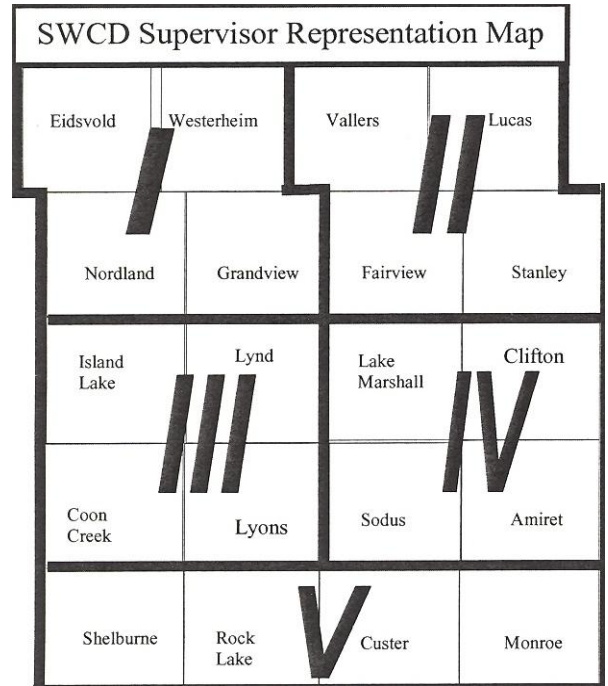 SWCD Supervisor Representation Map
Eidsvold
Westerheim
Vallers
Lucas
I
II
Nordland
Grandview
Fairview
Stanley
Island
Lake
Lynd
Lake
Marshall
Clifton
III
IV
Coon
Creek
Lyons
Sodus
Amiret
Shelburne
Rock
Lake
V
Custer
Monroe